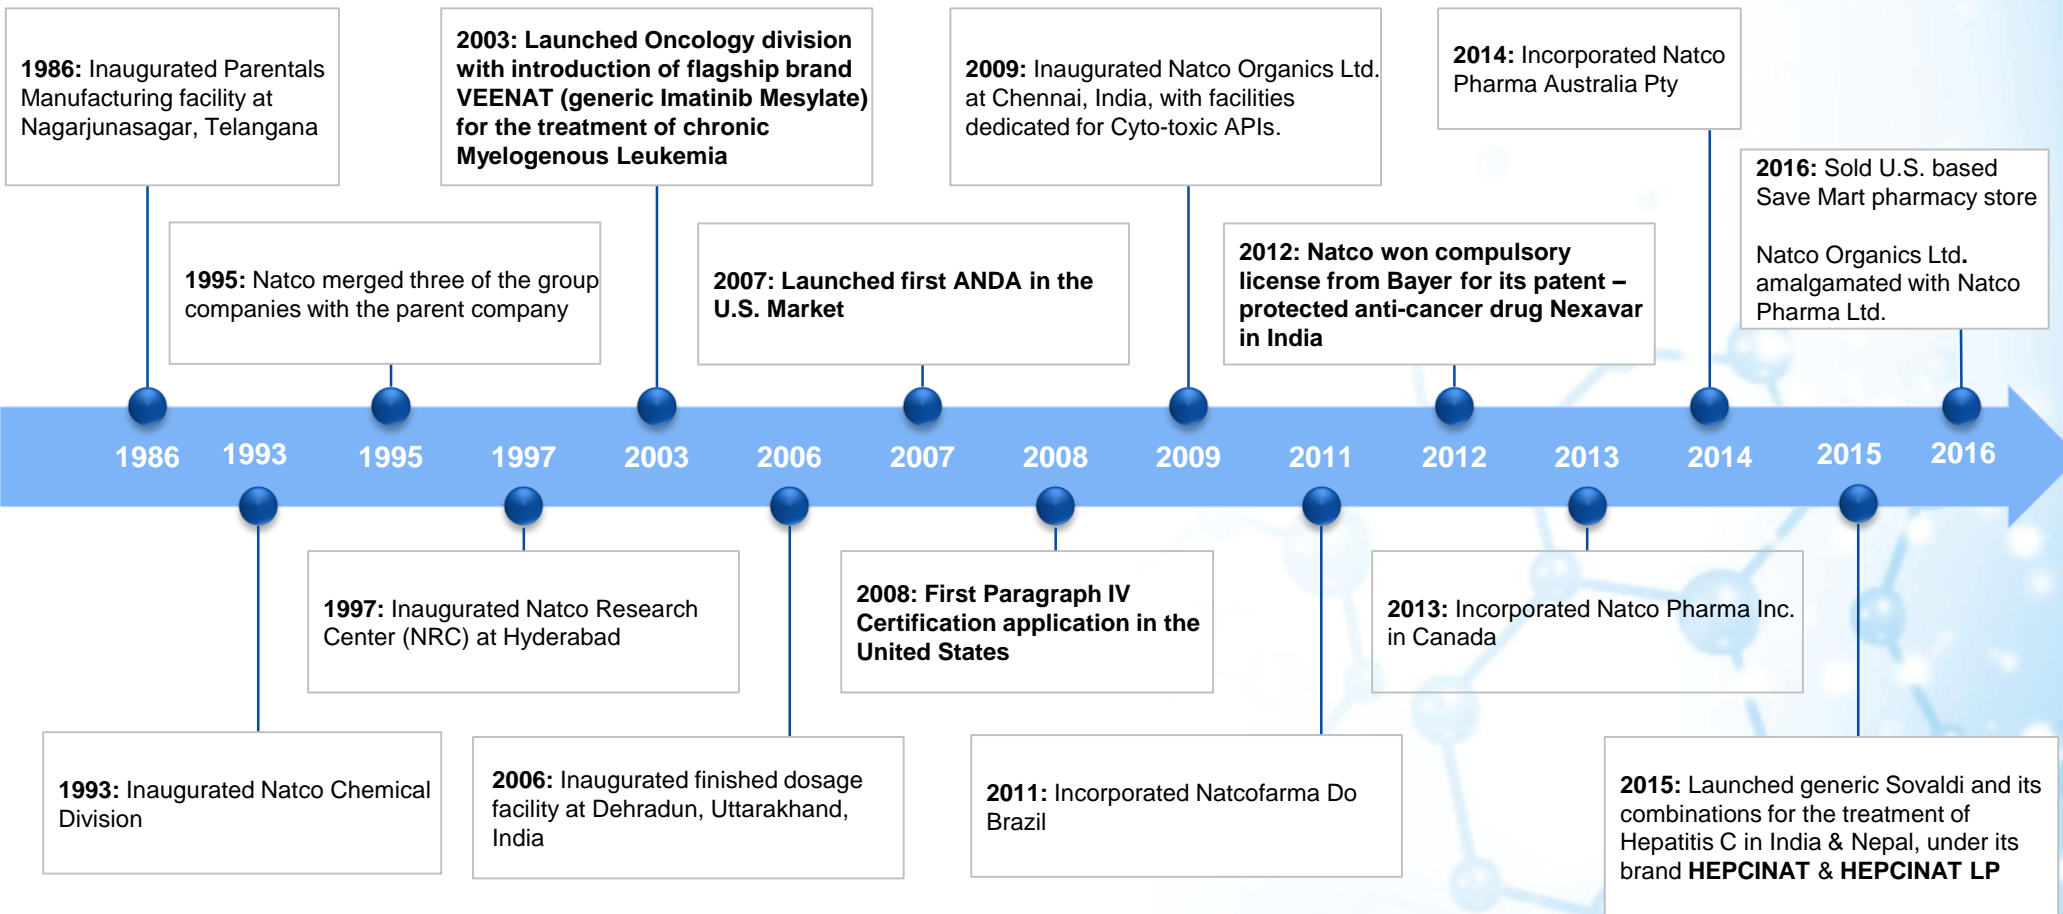 1986: Inaugurated Parentals
Manufacturing facility at
Nagarjunasagar, Telangana
2003: Launched Oncology division
with introduction of flagship brand
VEENAT (generic Imatinib Mesylate)
for the treatment of chronic
Myelogenous Leukemia
2009: Inaugurated Natco Organics Ltd.
at Chennai, India, with facilities
dedicated for Cyto-toxic APIs.
2014: Incorporated Natco
Pharma Australia Pty
2016: Sold U.S. based
Save Mart pharmacy store
Natco Organics Ltd.
amalgamated with Natco
Pharma Ltd.
1995: Natco merged three of the group
companies with the parent company
2007: Launched first ANDA in the
U.S. Market
2012: Natco won compulsory
license from Bayer for its patent –
protected anti-cancer drug Nexavar
in India
1986 1993 1995 1997 2003 2006 2007 2008 2009 2011 2012 2013 2014 2015 2016
1997: Inaugurated Natco Research
Center (NRC) at Hyderabad
2008: First Paragraph IV
Certification application in the
United States
2013: Incorporated Natco Pharma Inc.
in Canada
1993: Inaugurated Natco Chemical
Division
2006: Inaugurated finished dosage
facility at Dehradun, Uttarakhand,
India
2011: Incorporated Natcofarma Do
Brazil
2015: Launched generic Sovaldi and its
combinations for the treatment of
Hepatitis C in India & Nepal, under its
brand HEPCINAT & HEPCINAT LP